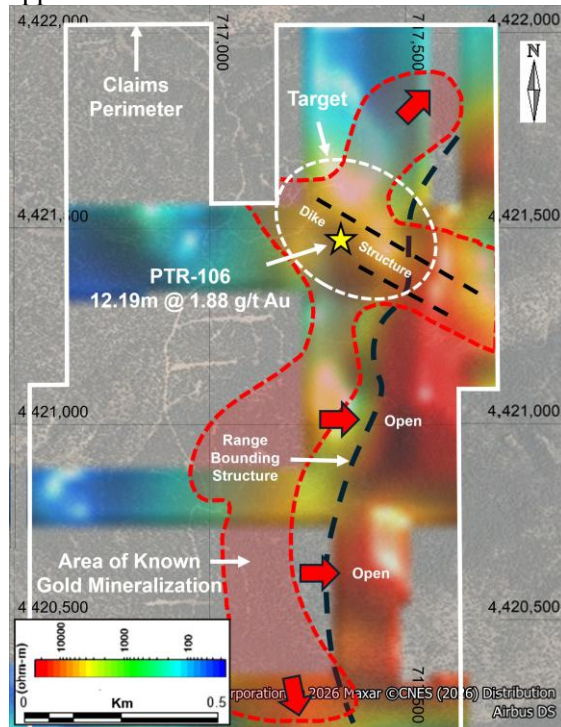 4,422,000
717,000
717,500
4,422,000
N
Claims
Perimeter
Target
4,421,500
Dike
Structure
PTR-106
12.19m @ 1.88 g/t Au
4,421,000
4,421,000
Open
Range
Bounding
Structure
Area of Known
Gold Mineralization
Open
4,420,500
4,420,500
(ohm-m)
10000
1000
100
Km
0
0.5
2026 Maxar ©CNES (2026) Distribution
Airbus DS